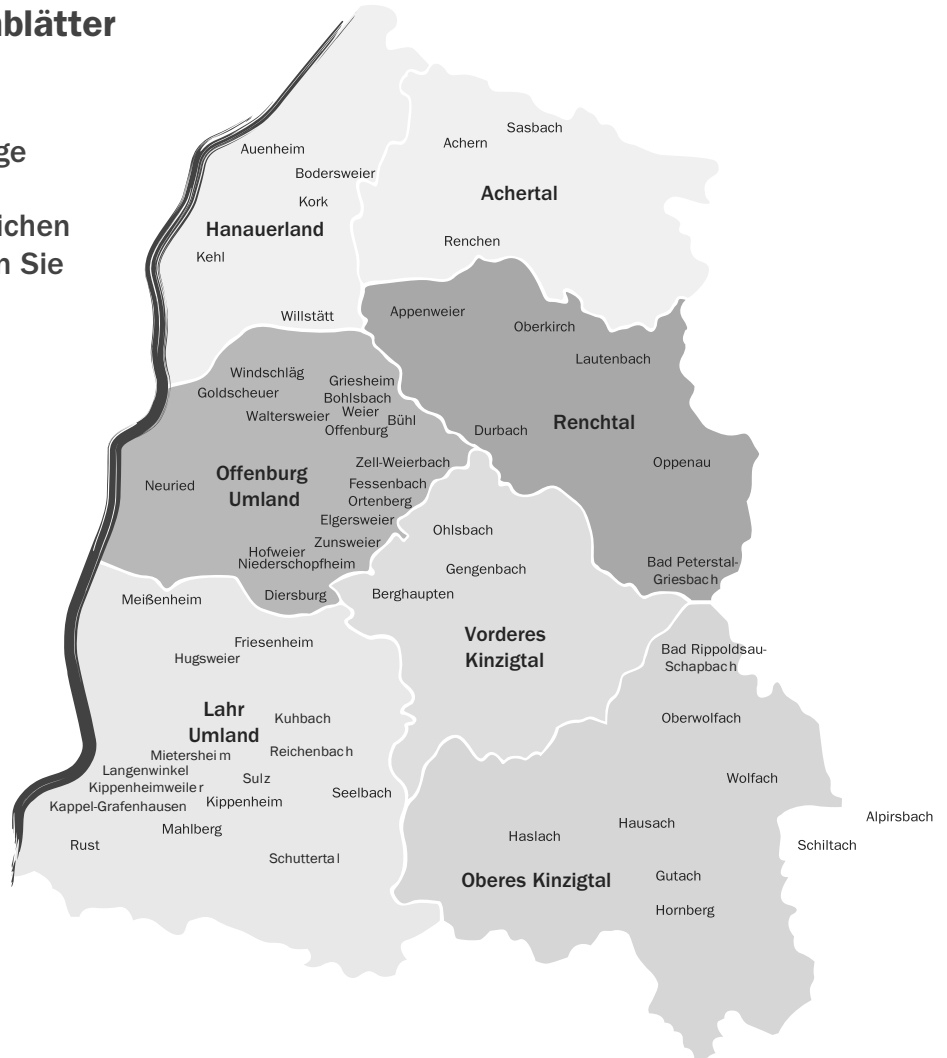 blätter
ge
ichen
n Sie
Sasbach
Achern
Auenheim
Bodersweier
Achertal
Kork
Hanauerland
Renchen
Kehl
Willstätt
Appenweier
Oberkirch
Lautenbach
Windschläg
Griesheim
Goldscheuer
Bohlsbach
Weier
Waltersweier
Bühl
Offenburg
Durbach
Renchtal
Zell-Weierbach
Oppenau
Offenburg
Umland
Neuried
Fessenbach
Ortenberg
Elgersweier
Ohlsbach
Zunsweier
Hofweier
Niederschopfheim
Bad Peterstal-
Griesbach
Gengenbach
Diersburg
Berghaupten
Meißenheim
Vorderes
Kinzigtal
Friesenheim
Hugsweier
Bad Rippoldsau-
Schapbach
Lahr
Umland
Kuhbach
Oberwolfach
Reichenbach
Mietersheim
Langenwinkel
Sulz
Wolfach
Kippenheimweiler
Seelbach
Kappel-Grafenhausen
Kippenheim
Alpirsbach
Mahlberg
Hausach
Haslach
Rust
Schiltach
Schuttertal
Gutach
Oberes Kinzigtal
Hornberg